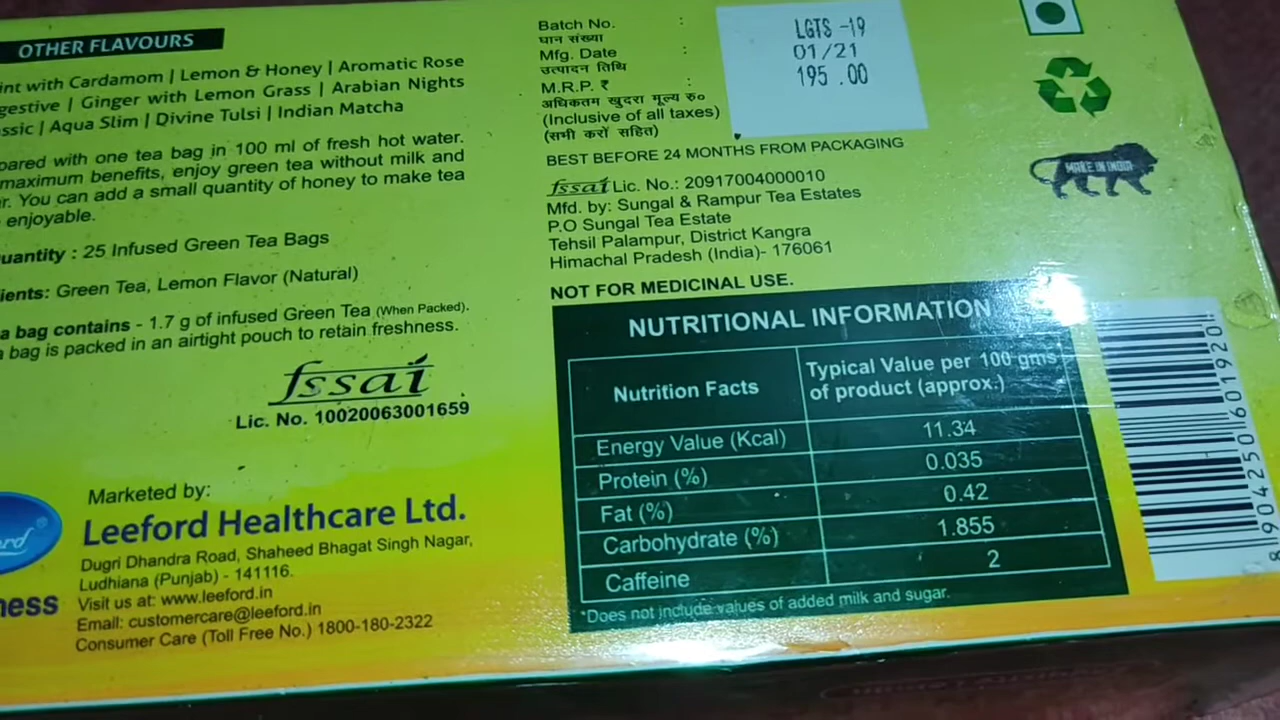 OTHER FLAVOURS
with Cardamom | Lemon & Honey | Aromatic Rose
| Ginger with Lemon Grass | Arabian Nights
| Aqua Slim | Divine Tulsi | Indian Matcha
with one tea bag in 100 ml of fresh hot water.
maximum benefits, enjoy green tea without milk and
You can add a small quantity of honey to make tea
enjoyable.
: 25 Infused Green Tea Bags
Green Tea, Lemon Flavor (Natural)
bag contains - 1.7 g of infused Green Tea (When Packed).
bag is packed in an airtight pouch to retain freshness.
fssai
Lic. No. 10020063001659
Marketed by:
Leeford Healthcare Ltd.
Dugri Dhandra Road, Shaheed Bhagat Singh Nagar,
Ludhiana (Punjab) - 141116.
Visit us at: www.leeford.in
Email: customercare@leeford.in
Consumer Care (Toll Free No.) 1800-180-2322
Batch No. : LGTS -19
घान संख्या
Mfg. Date : 01/21
उत्पादन तिथि
M.R.P. ₹ : 195 .00
अधिकतम खुदरा मूल्य रु०
(Inclusive of all taxes)
(सभी करों सहित)
BEST BEFORE 24 MONTHS FROM PACKAGING
fssai Lic. No.: 20917004000010
Mfd. by: Sungal & Rampur Tea Estates
P.O Sungal Tea Estate
Tehsil Palampur, District Kangra
Himachal Pradesh (India)- 176061
NOT FOR MEDICINAL USE.
MAKE IN INDIA
NUTRITIONAL INFORMATION
Nutrition Facts
Typical Value per 100 gms
of product (approx.)
Energy Value (Kcal) 11.34
Protein (%) 0.035
Fat (%) 0.42
Carbohydrate (%) 1.855
Caffeine 2
*Does not include values of added milk and sugar.
8904250601920